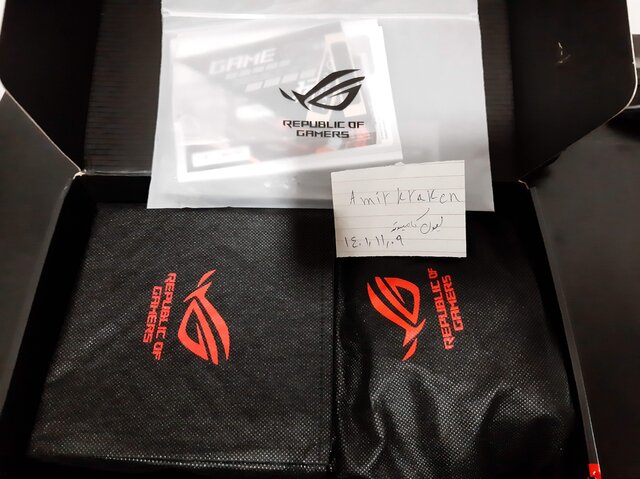 GAME
REPUBLIC OF
GAMERS
Amirkraken
۱۴۰۱,۱۱,۰۹
REPUBLIC OF
GAMERS
REPUBLIC OF
GAMERS